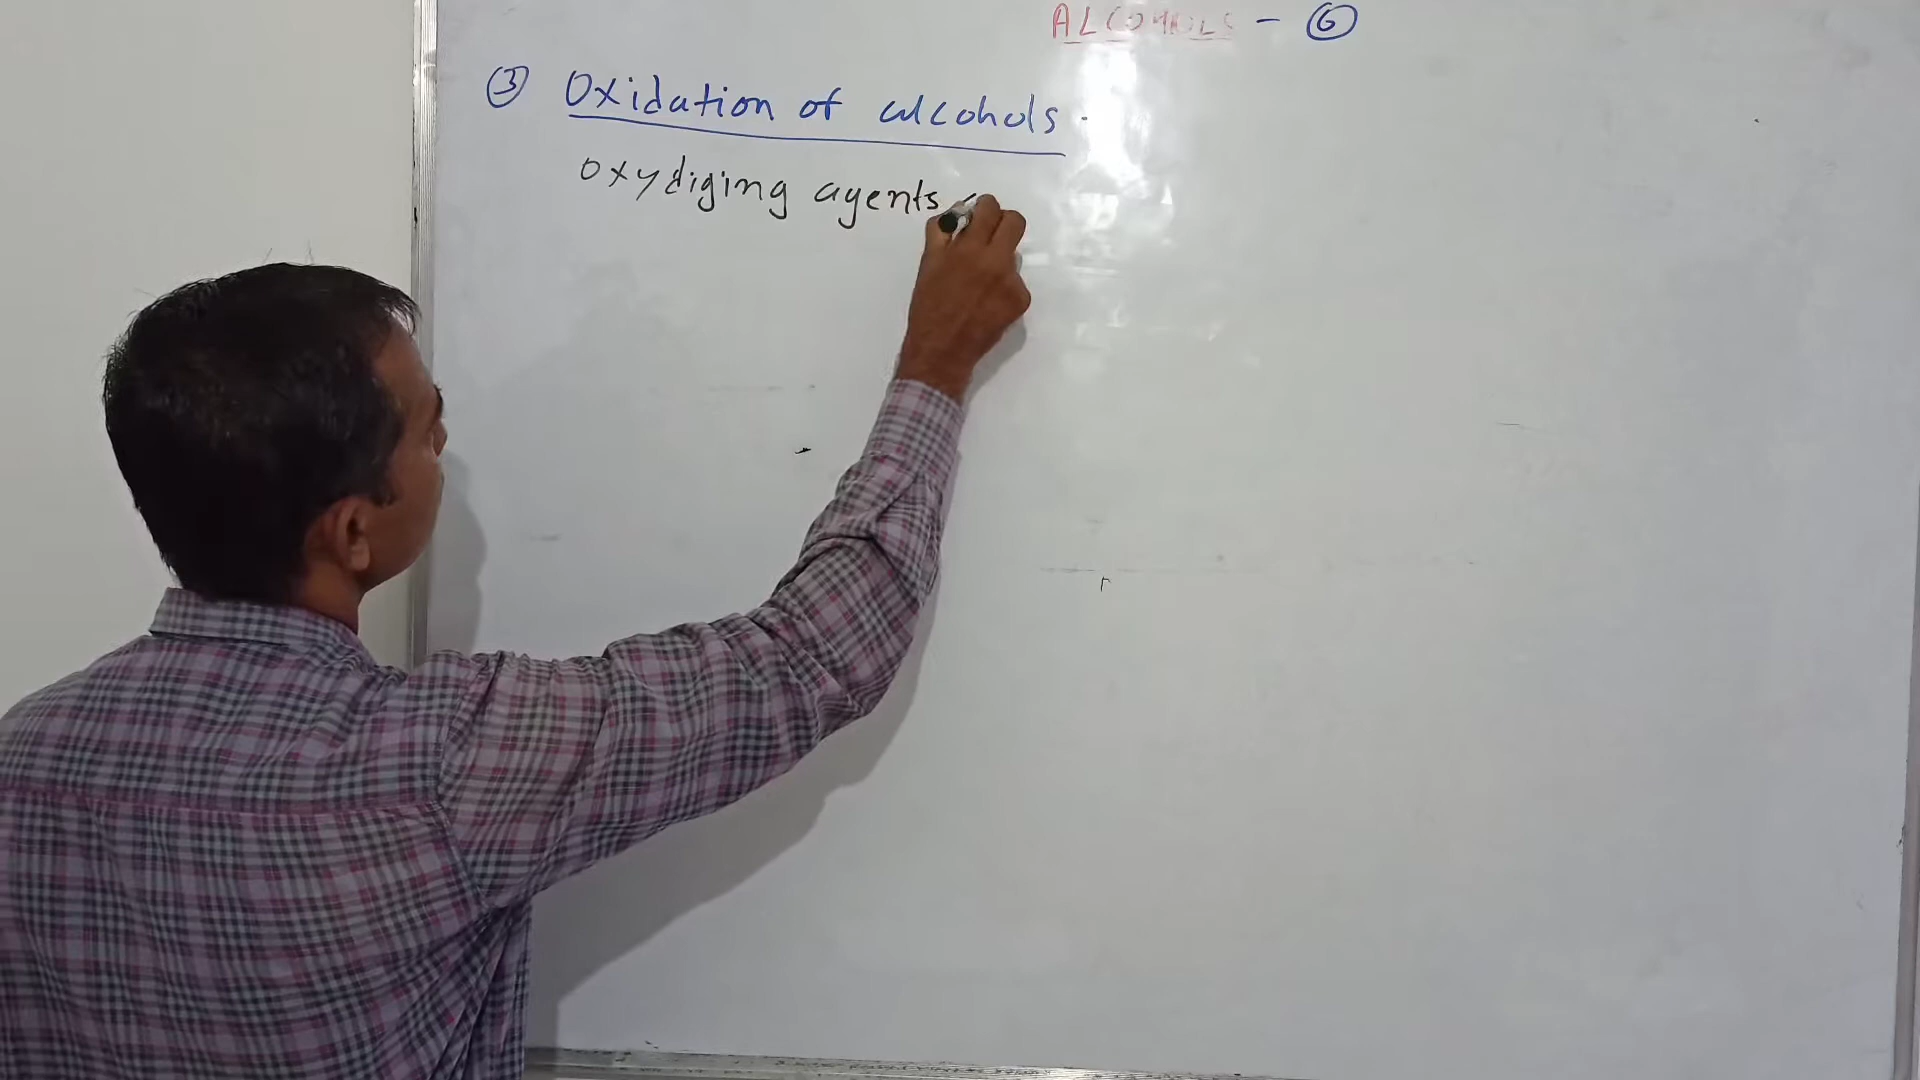 ALCOHOLS - ⑥
③ Oxidation of alcohols.
Oxydiging agents